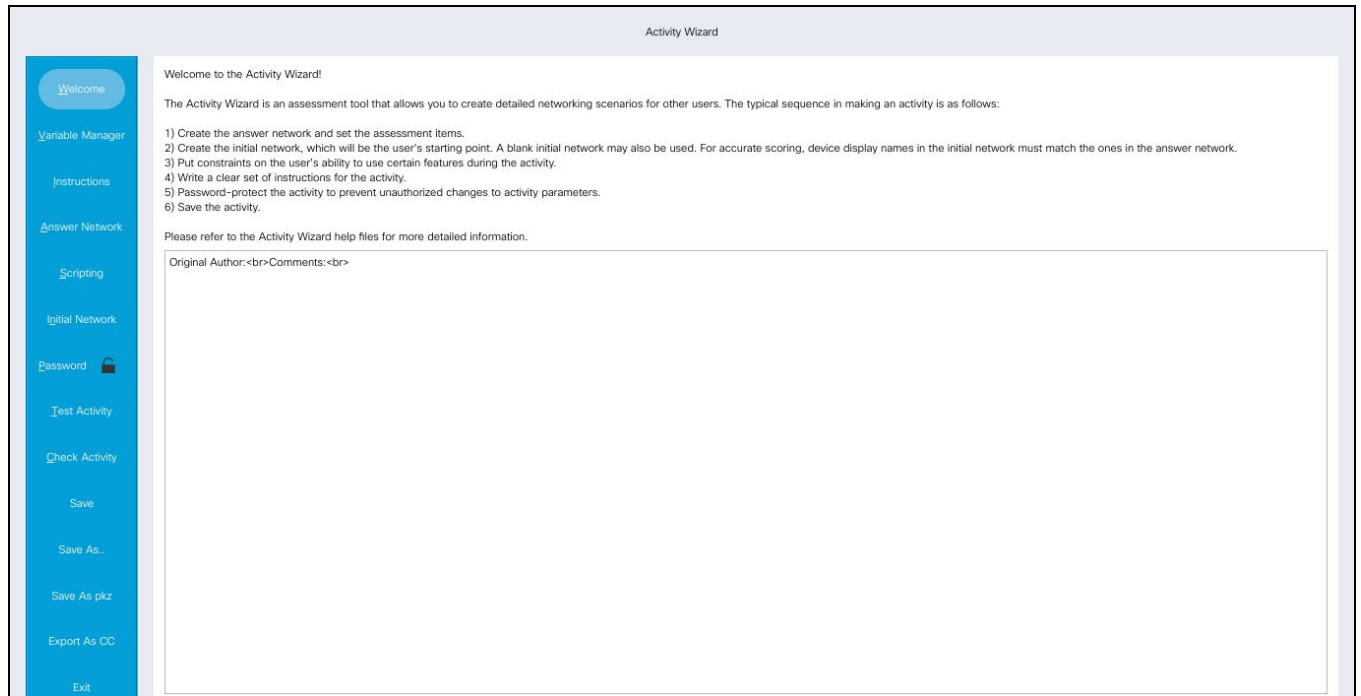 Activity Wizard
Welcome
Variable Manager
Instructions
Answer Network
Scripting
Initial Network
Password
Test Activity
Check Activity
Save
Save As..
Save As pkz
Export As CC
Exit
Welcome to the Activity Wizard!
The Activity Wizard is an assessment tool that allows you to create detailed networking scenarios for other users. The typical sequence in making an activity is as follows:
1) Create the answer network and set the assessment items.
2) Create the initial network, which will be the user's starting point. A blank initial network may also be used. For accurate scoring, device display names in the initial network must match the ones in the answer network.
3) Put constraints on the user's ability to use certain features during the activity.
4) Write a clear set of instructions for the activity.
5) Password-protect the activity to prevent unauthorized changes to activity parameters.
6) Save the activity.
Please refer to the Activity Wizard help files for more detailed information.
Original Author:<br>Comments:<br>